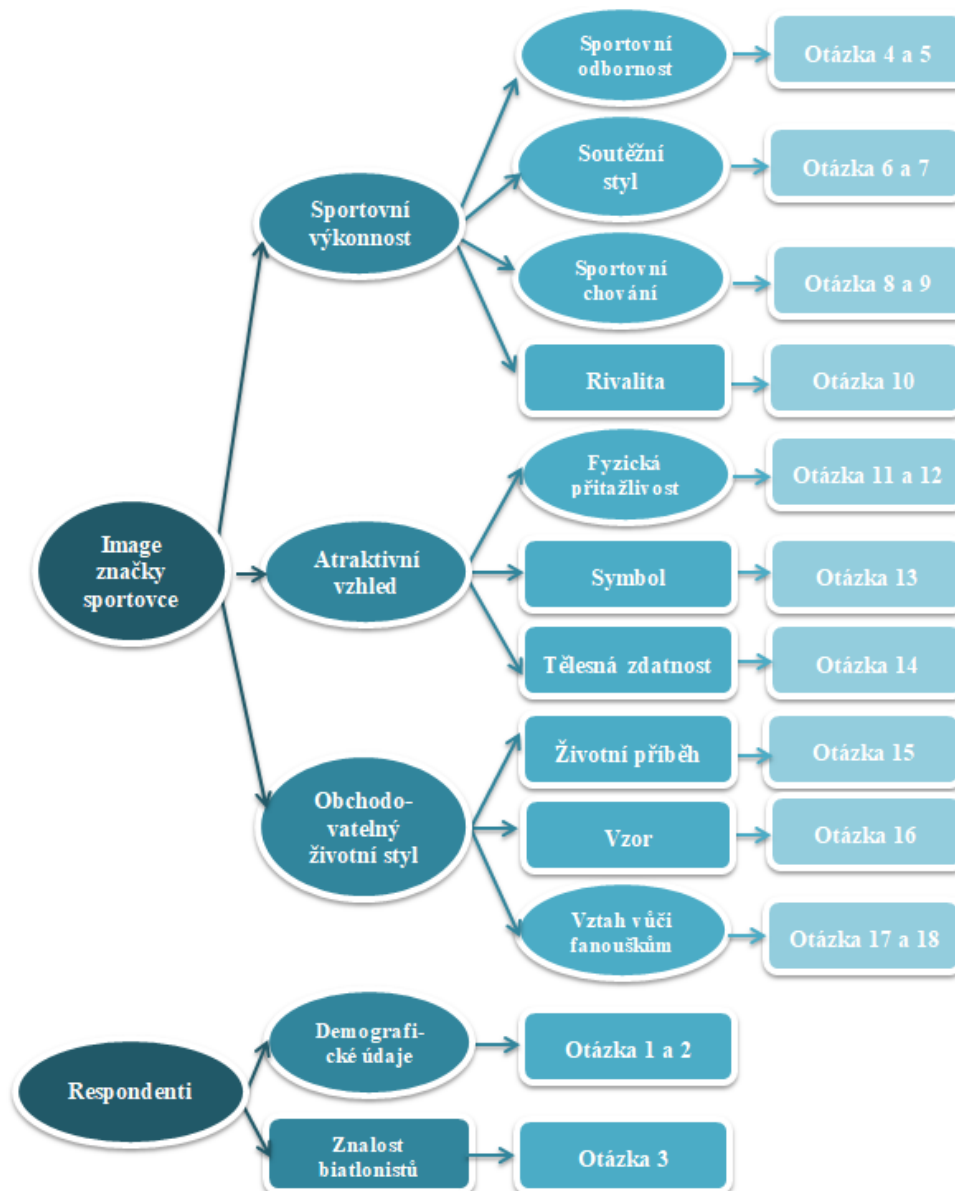 Sportovní
odbornost
Otázka 4 a 5
Soutěžní
styl
Otázka 6 a 7
Sportovní
výkonnost
Sportovní
chování
Otázka 8 a 9
Rivalita
Otázka 10
Fyzická
přitažlivost
Otázka 11 a 12
Image
značky
sportovce
Atraktivní
vzhled
Symbol
Otázka 13
Tělesná zdatnost
Otázka 14
Životní příběh
Otázka 15
Obchodo-
vatelný
životní styl
Vzor
Otázka 16
Vztah vůči
fanouškům
Otázka 17 a 18
Respondenti
Demografi-
cké údaje
Otázka 1 a 2
Znalost
biatlonistů
Otázka 3